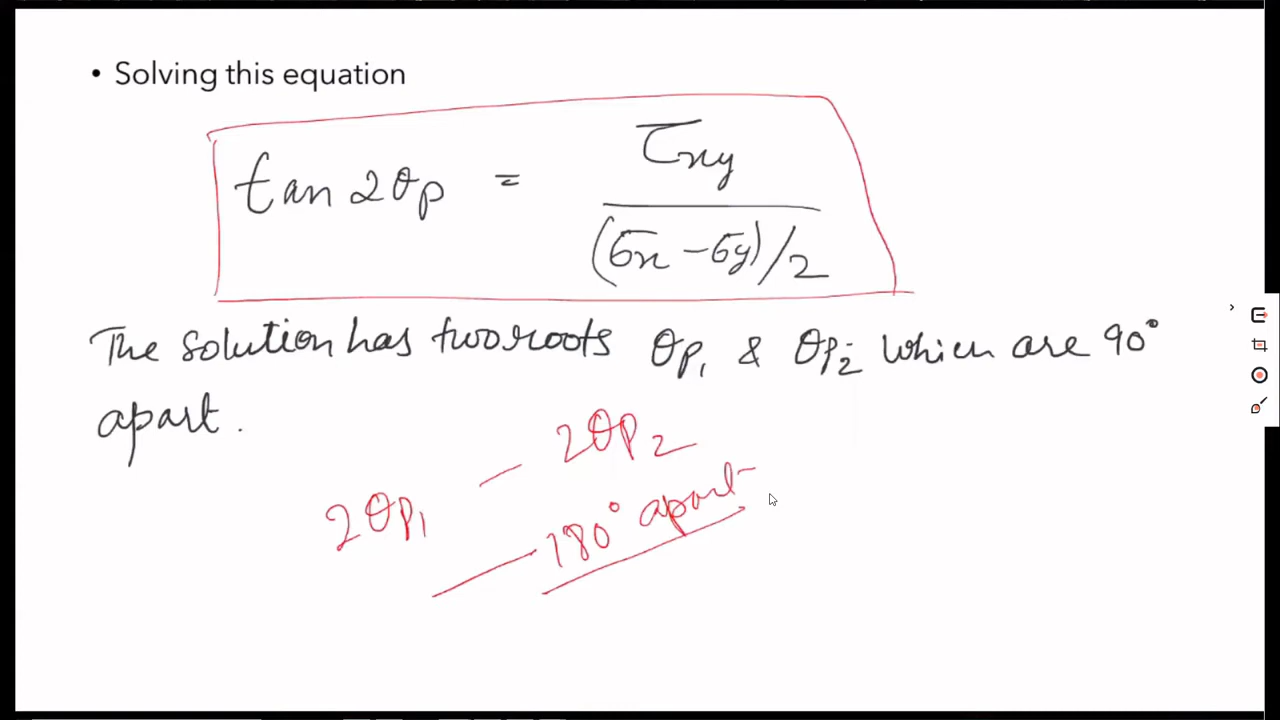 • Solving this equation
tan 2θp = τxy / (σx − σy)/2
The solution has two roots θp1 & θp2 which are 90°
apart.
2θp1 — 2θp2
— 180° apart